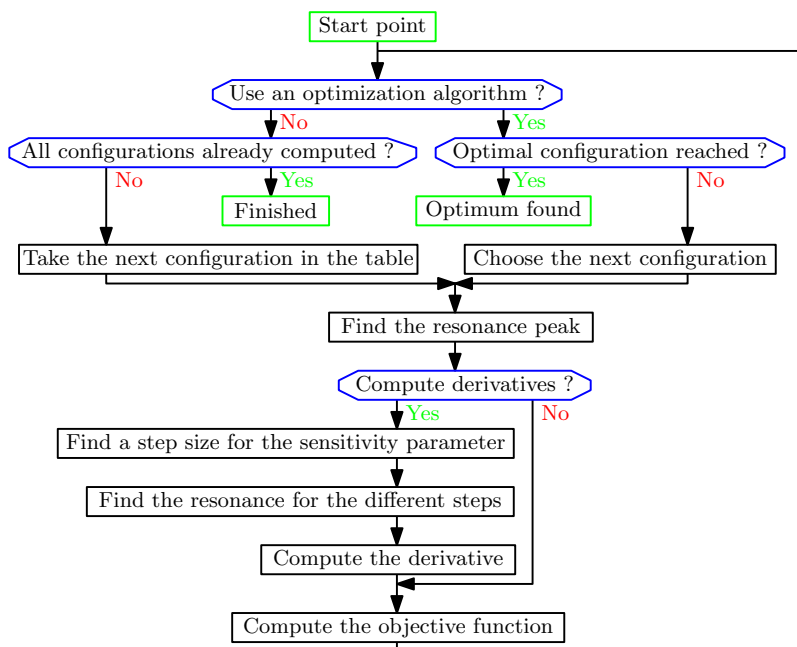 Start point
Use an optimization algorithm ?
No
Yes
All configurations already computed ?
Optimal configuration reached ?
No
Yes
Yes
No
Finished
Optimum found
Take the next configuration in the table
Choose the next configuration
Find the resonance peak
Compute derivatives ?
Yes
No
Find a step size for the sensitivity parameter
Find the resonance for the different steps
Compute the derivative
Compute the objective function